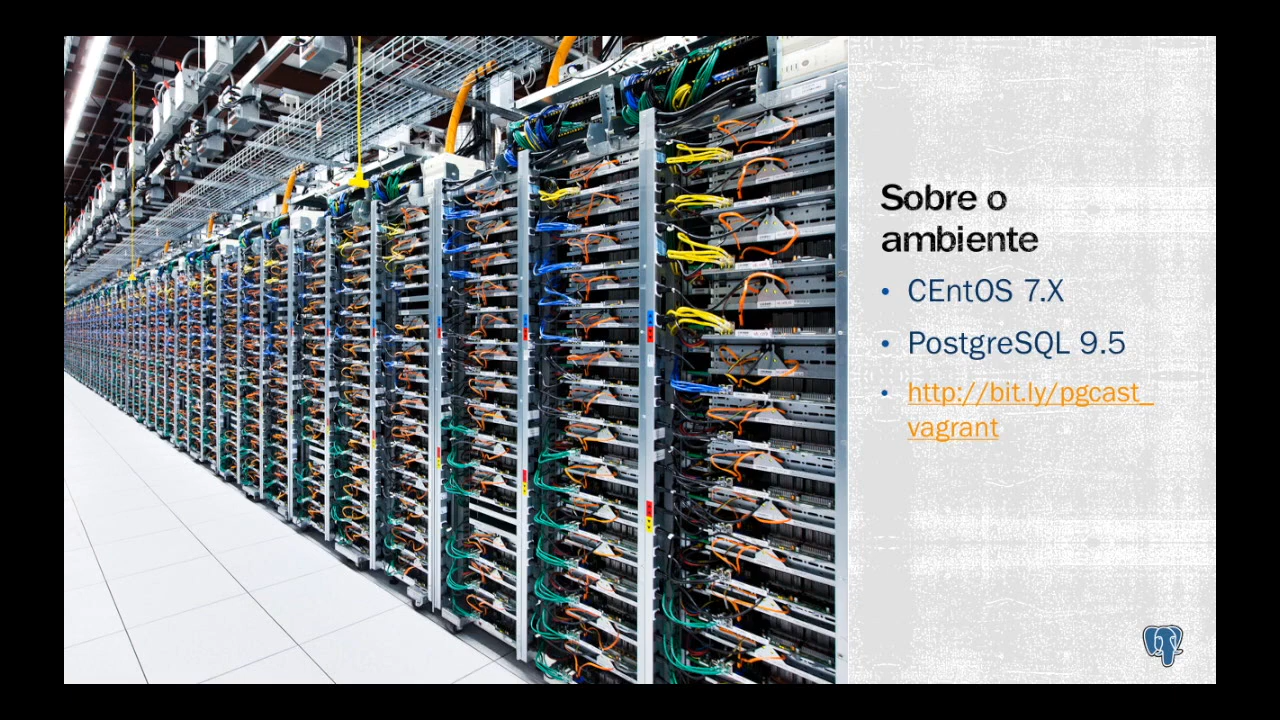 Sobre o
ambiente
• CEntOS 7.X
• PostgreSQL 9.5
• http://bit.ly/pgcast_
vagrant